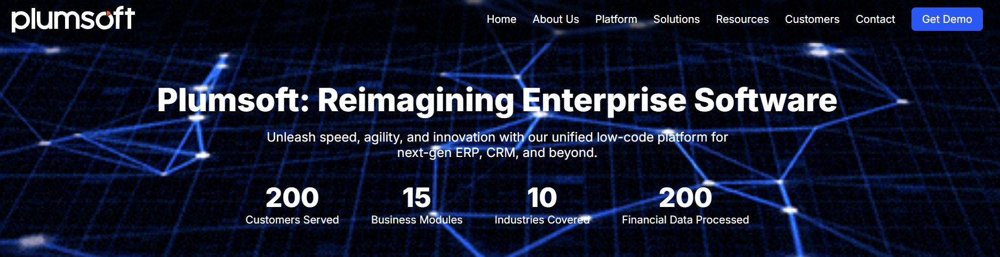 plumsoft
Home About Us Platform Solutions Resources Customers Contact Get Demo
Plumsoft: Reimagining Enterprise Software
Unleash speed, agility, and innovation with our unified low-code platform for
next-gen ERP, CRM, and beyond.
200 15 10 200
Customers Served Business Modules Industries Covered Financial Data Processed